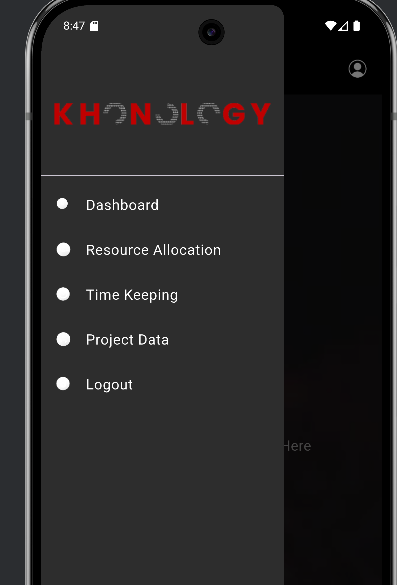 8:47
KHONOLOGY
Dashboard
Resource Allocation
Time Keeping
Project Data
Logout
Here